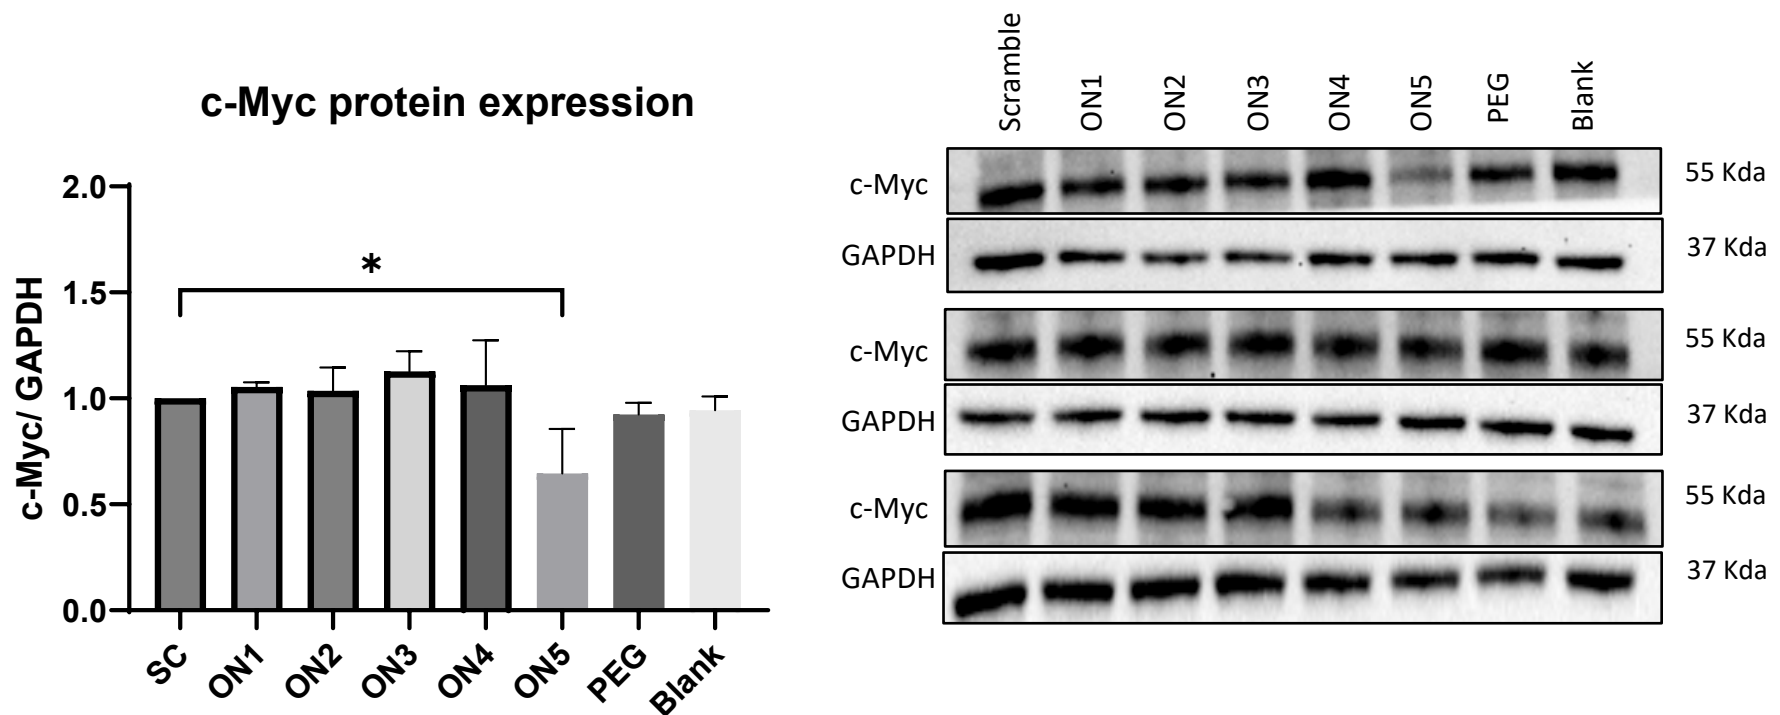 c-Myc protein expression
c-Myc/ GAPDH
2.0
1.5
1.0
0.5
0.0
*
SC
ON1
ON2
ON3
ON4
ON5
PEG
Blank
Scramble
ON1
ON2
ON3
ON4
ON5
PEG
Blank
c-Myc
55 Kda
GAPDH
37 Kda
c-Myc
55 Kda
GAPDH
37 Kda
c-Myc
55 Kda
GAPDH
37 Kda